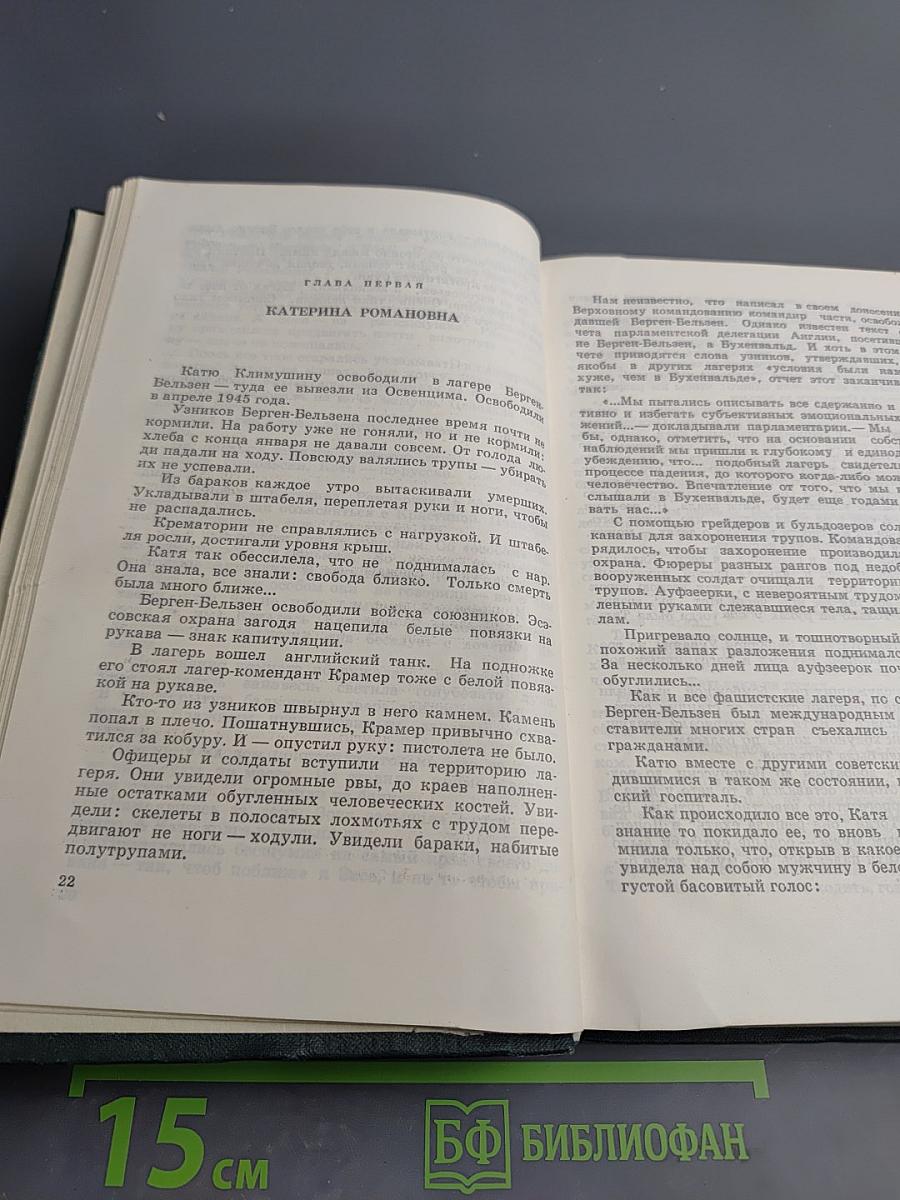 ГЛАВА ПЕРВАЯ
КАТЕРИНА РОМАНОВНА
Катю Климушину освободили в лагере Берген-
Бельзен — туда ее вывезли из Освенцима. Освободили
в апреле 1945 года.
Узников Берген-Бельзена последнее время почти не
кормили. На работу уже не гоняли, но и не кормили:
хлеба с конца января не давали совсем. От голода лю-
ди падали на ходу. Повсюду валялись трупы — убирать
их не успевали.
Из бараков каждое утро вытаскивали умерших.
Укладывали в штабеля, переплетая руки и ноги, чтобы
не распадались.
Крематории не справлялись с нагрузкой. И штабе-
ля росли, достигали уровня крыш.
Катя так обессилела, что не поднималась с нар.
Она знала, все знали: свобода близко. Только смерть
была много ближе...
Берген-Бельзен освободили войска союзников. Эсэ-
совская охрана загодя нацепила белые повязки на
рукава — знак капитуляции.
В лагерь вошел английский танк. На подножке
его стоял лагер-комендант Крамер тоже с белой повяз-
кой на рукаве.
Кто-то из узников швырнул в него камнем. Камень
попал в плечо. Пошатнувшись, Крамер привычно схва-
тился за кобуру. И — опустил руку: пистолета не было.
Офицеры и солдаты вступили на территорию ла-
геря. Они увидели огромные рвы, до краев наполнен-
ные остатками обугленных человеческих костей. Уви-
дели: скелеты в полосатых лохмотьях с трудом пере-
двигают не ноги — ходули. Увидели бараки, набитые
полутрупами.
22
Нам неизвестно, что написал в своем донесени
Верховному командованию командир части, освобо
давшей Берген-Бельзен. Однако известен текст
чета парламентской делегации Англии, посетивш
не Берген-Бельзен, а Бухенвальд. И хоть в этом
чете приводятся слова узников, утверждавших,
якобы в других лагерях «условия были нам
хуже, чем в Бухенвальде», отчет этот заканчив
так:
«...Мы пытались описывать все сдержанно и
тивно и избегать субъективных эмоциональных
жений...— докладывали парламентарии.— Мы
бы, однако, отметить, что на основании собст
наблюдений мы пришли к глубокому и единод
убеждению, что... подобный лагерь свидетель
процессе падения, до которого когда-либо мож
человечество. Впечатление от того, что мы
слышали в Бухенвальде, будет еще годами
вать нас...»
С помощью грейдеров и бульдозеров сол
канавы для захоронения трупов. Командова
рядилось, чтобы захоронение производил
охрана. Фюреры разных рангов под недоб
вооруженных солдат очищали территори
трупов. Ауфзеерки, с невероятным трудом
леными руками слежавшиеся тела, тащи
лам.
Пригревало солнце, и тошнотворный
похожий запах разложения поднимался
За несколько дней лица ауфзеерок поч
обуглились...
Как и все фашистские лагеря, по с
Берген-Бельзен был международным
ставители многих стран съехались
гражданами.
Катю вместе с другими советски
дившимися в таком же состоянии,
ский госпиталь.
Как происходило все это, Катя
знание то покидало ее, то вновь
мнила только, что, открыв в какое
увидела над собою мужчину в бело
густой басовитый голос:
15 см
БФ БИБЛИОФАН